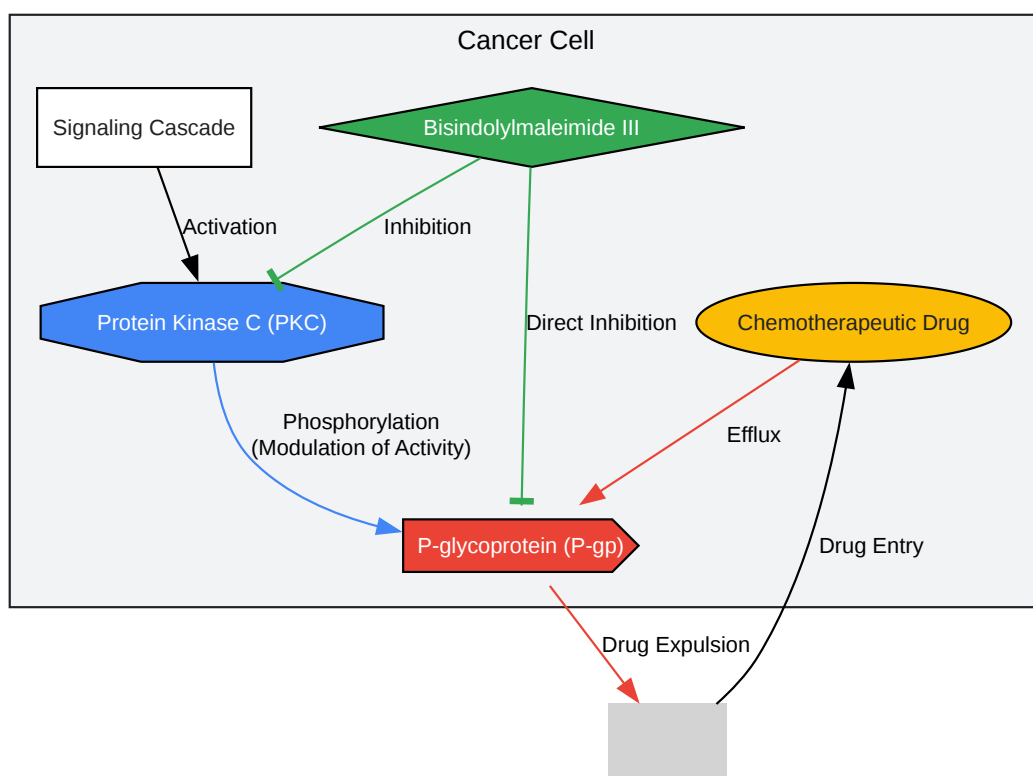 Cancer Cell
Signaling Cascade
Bisindolylmaleimide III
Activation
Inhibition
Protein Kinase C (PKC)
Direct Inhibition
Chemotherapeutic Drug
Phosphorylation
(Modulation of Activity)
Efflux
P-glycoprotein (P-gp)
Drug Entry
Drug Expulsion